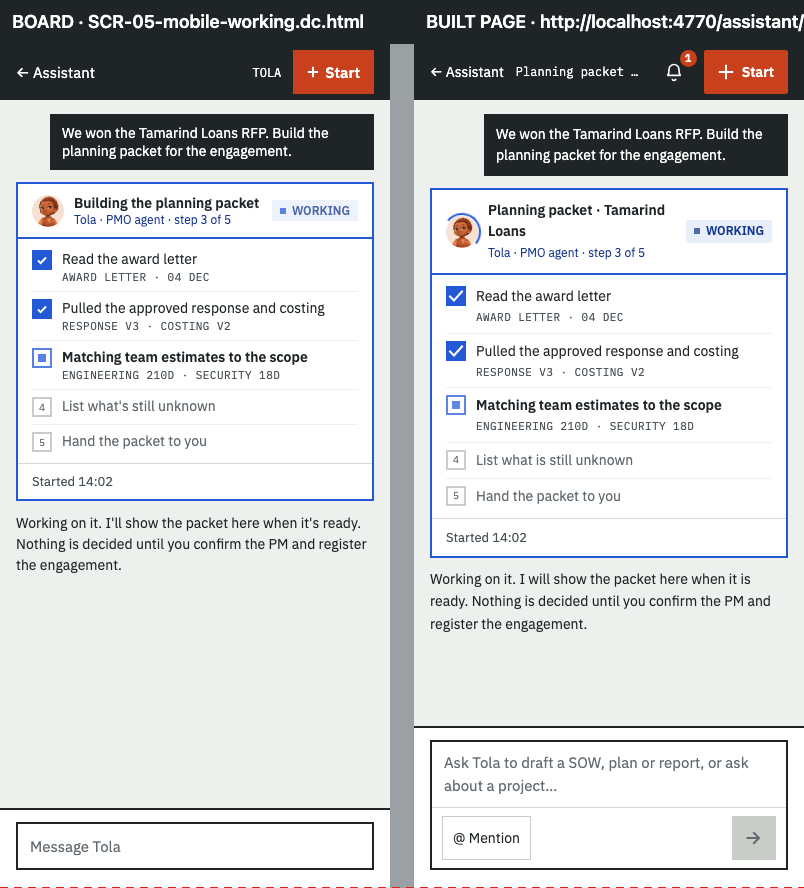 BOARD · SCR-05-mobile-working.dc.html
← Assistant
TOLA
+ Start
We won the Tamarind Loans RFP. Build the
planning packet for the engagement.
Building the planning packet
Tola · PMO agent · step 3 of 5
WORKING
Read the award letter
AWARD LETTER · 04 DEC
Pulled the approved response and costing
RESPONSE V3 · COSTING V2
Matching team estimates to the scope
ENGINEERING 210D · SECURITY 18D
4 List what's still unknown
5 Hand the packet to you
Started 14:02
Working on it. I'll show the packet here when it's ready.
Nothing is decided until you confirm the PM and register
the engagement.
Message Tola
BUILT PAGE · http://localhost:4770/assistant/
← Assistant
Planning packet …
1
+ Start
We won the Tamarind Loans RFP. Build the
planning packet for the engagement.
Planning packet · Tamarind
Loans
Tola · PMO agent · step 3 of 5
WORKING
Read the award letter
AWARD LETTER · 04 DEC
Pulled the approved response and costing
RESPONSE V3 · COSTING V2
Matching team estimates to the scope
ENGINEERING 210D · SECURITY 18D
4 List what is still unknown
5 Hand the packet to you
Started 14:02
Working on it. I will show the packet here when it is
ready. Nothing is decided until you confirm the PM and
register the engagement.
Ask Tola to draft a SOW, plan or report, or ask
about a project...
@ Mention